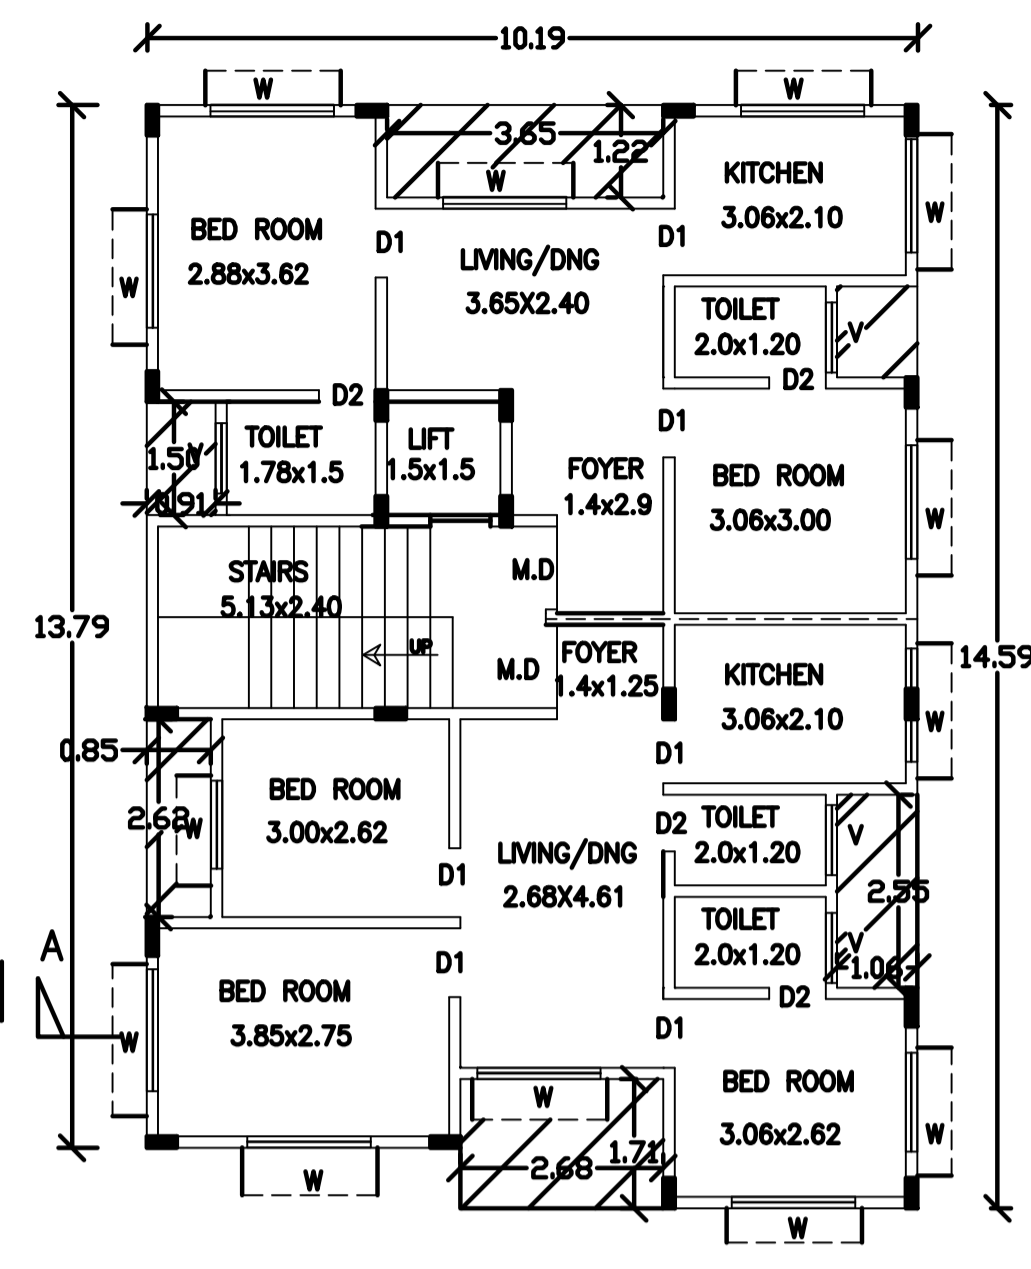 10.19
W
W
3.65
1.22
W
KITCHEN
3.06x2.10
W
BED ROOM
2.88x3.62
D1
LIVING/DNG
3.65X2.40
D1
W
TOILET
2.0x1.20
V
D2
D2
D1
1.50
V
TOILET
1.78x1.5
LIFT
1.5x1.5
FOYER
1.4x2.9
BED ROOM
3.06x3.00
W
0.91
STAIRS
5.13x2.40
M.D
13.79
UP
M.D
FOYER
1.4x1.25
14.59
KITCHEN
3.06x2.10
W
0.85
D1
2.62
W
BED ROOM
3.00x2.62
D2
TOILET
2.0x1.20
V
LIVING/DNG
2.68X4.61
D1
2.55
TOILET
2.0x1.20
V
A
D1
BED ROOM
3.85x2.75
D2
W
D1
W
BED ROOM
3.06x2.62
W
1.71
2.68
W
W